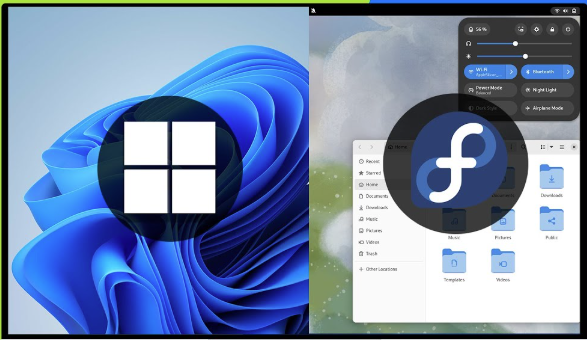 56 %
Wi-Fi
Bluetooth
Power Mode
Balanced
Night Light
Dark Style
Airplane Mode
Home
Recent
Starred
Home
Documents
Downloads
Music
Pictures
Videos
Trash
Other Locations
Downloads
Music
Pictures
Public
Templates
Videos